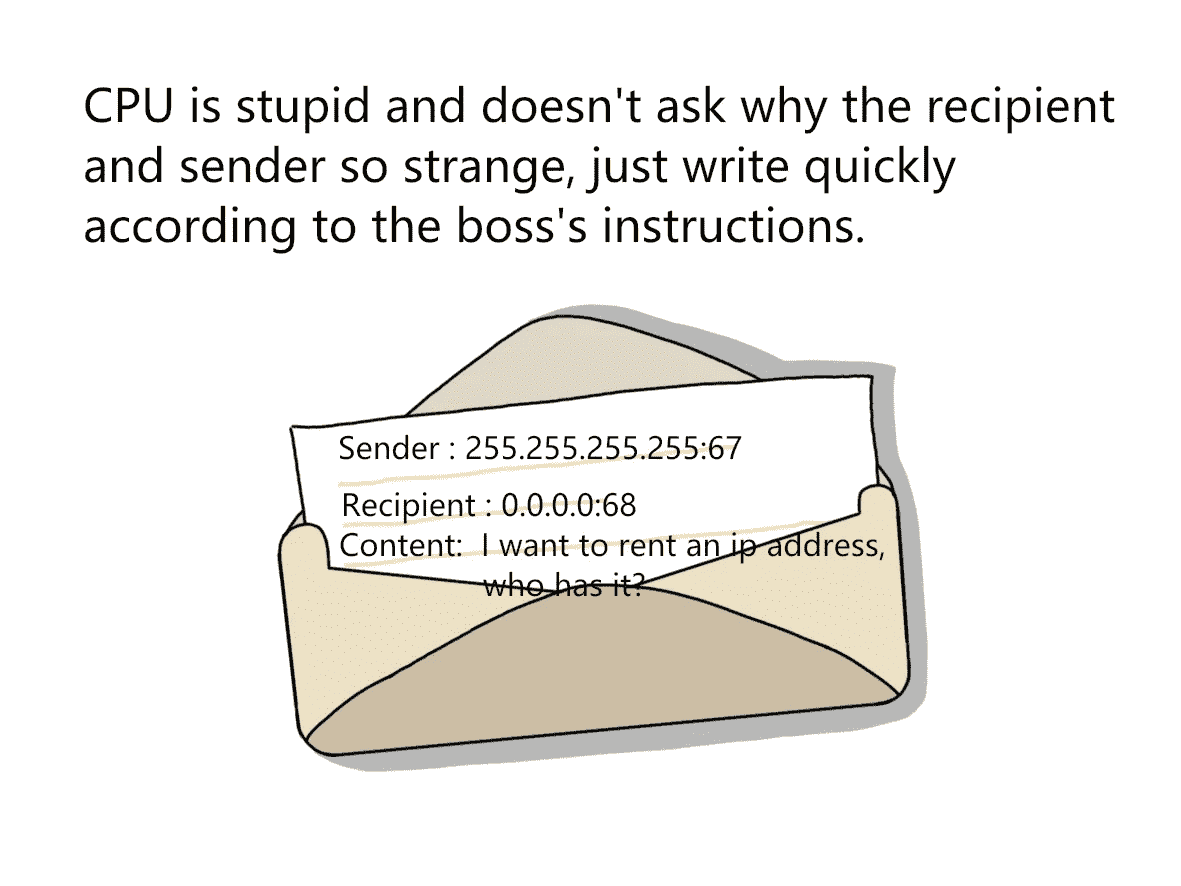 CPU is stupid and doesn't ask why the recipient
and sender so strange, just write quickly
according to the boss's instructions.
Sender : 255.255.255.255:67
Recipient : 0.0.0.0:68
Content: I want to rent an ip address,
who has it?